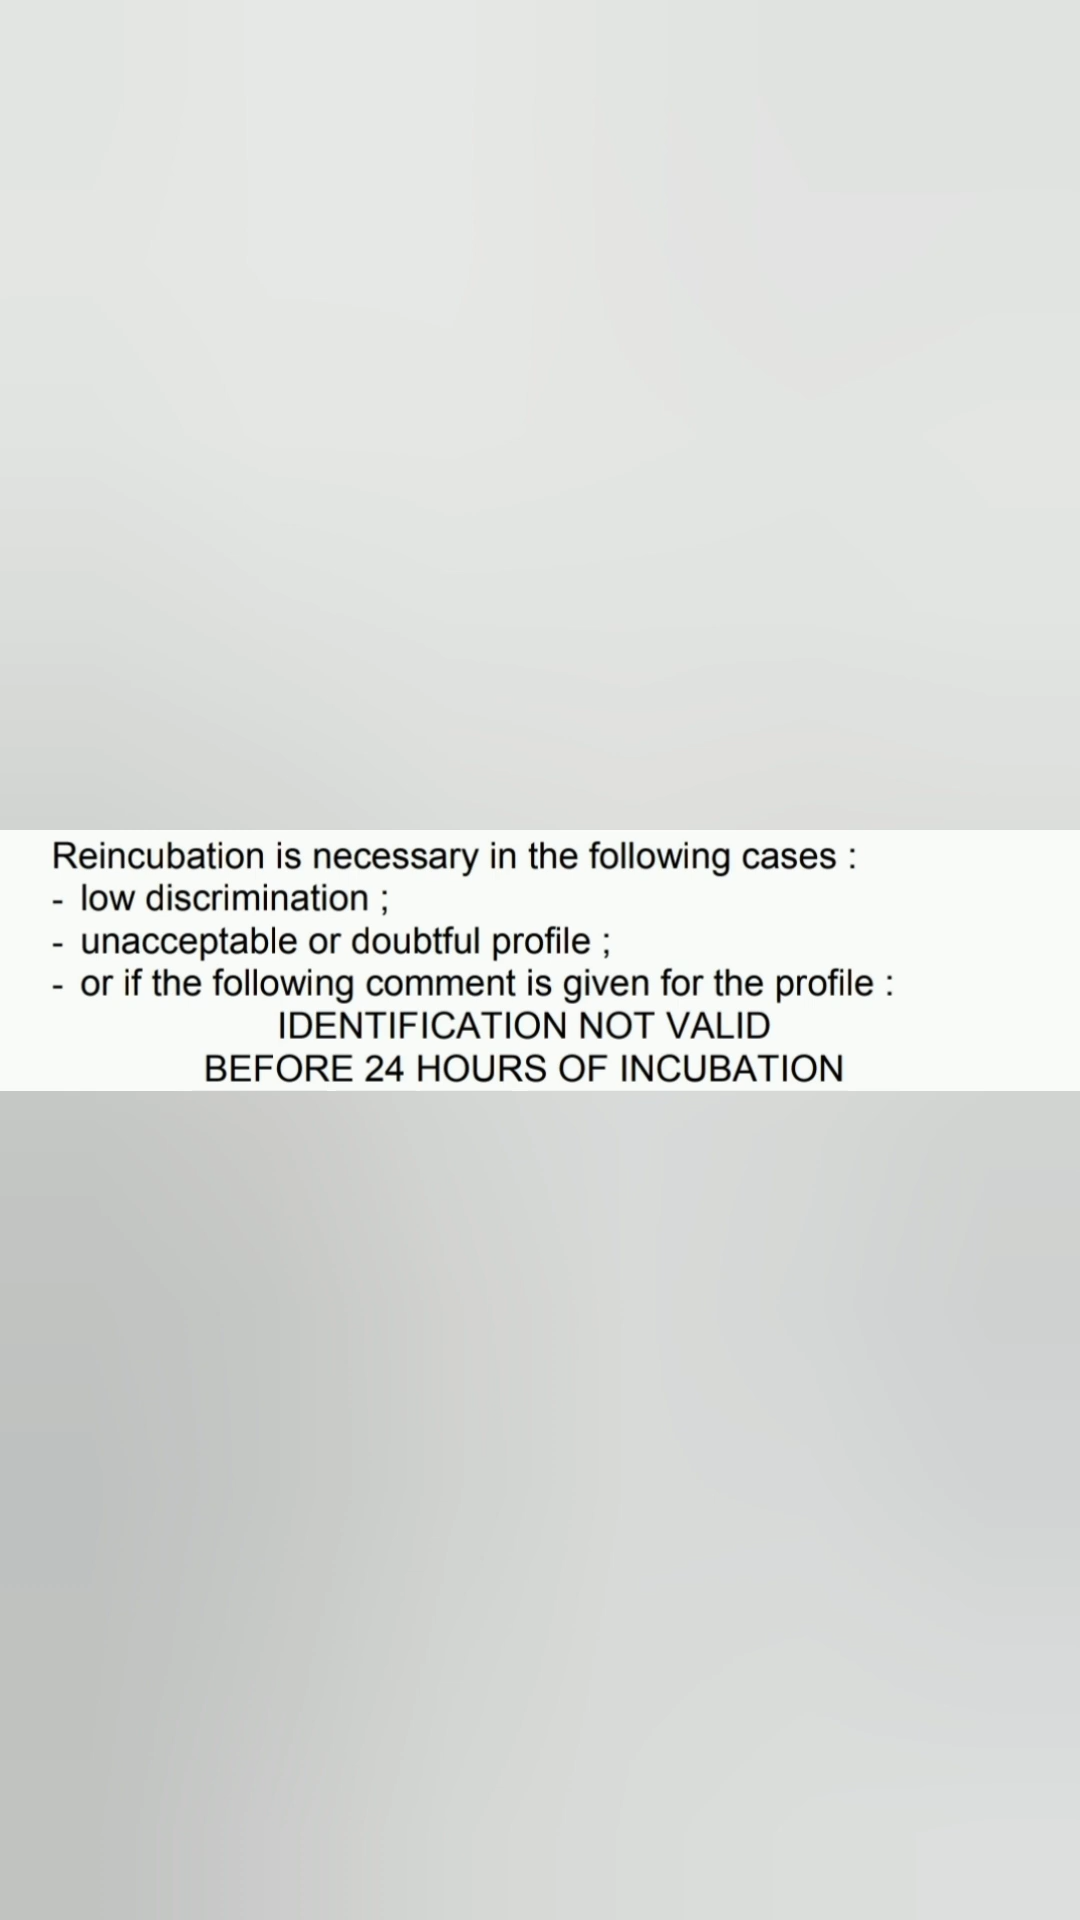 Reincubation is necessary in the following cases :
- low discrimination ;
- unacceptable or doubtful profile ;
- or if the following comment is given for the profile :
IDENTIFICATION NOT VALID
BEFORE 24 HOURS OF INCUBATION